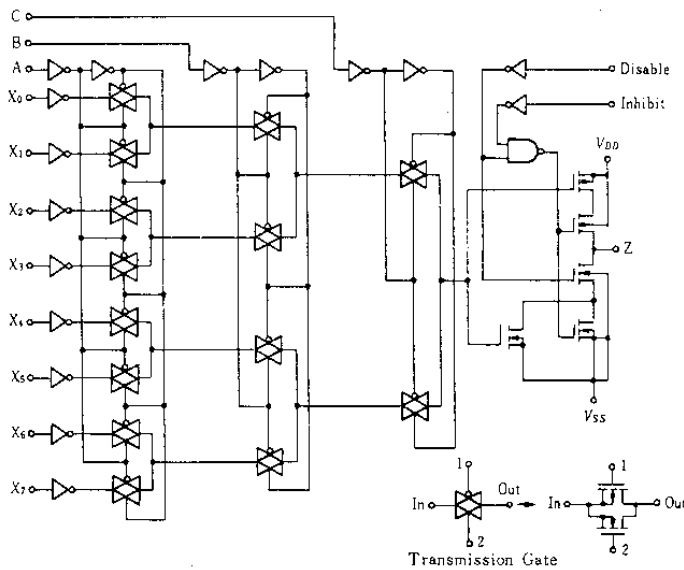 C
B
A
X0
X1
X2
X3
X4
X5
X6
X7
Disable
Inhibit
VDD
Z
VSS
1
In
Out
2
Transmission Gate
1
In
Out
2